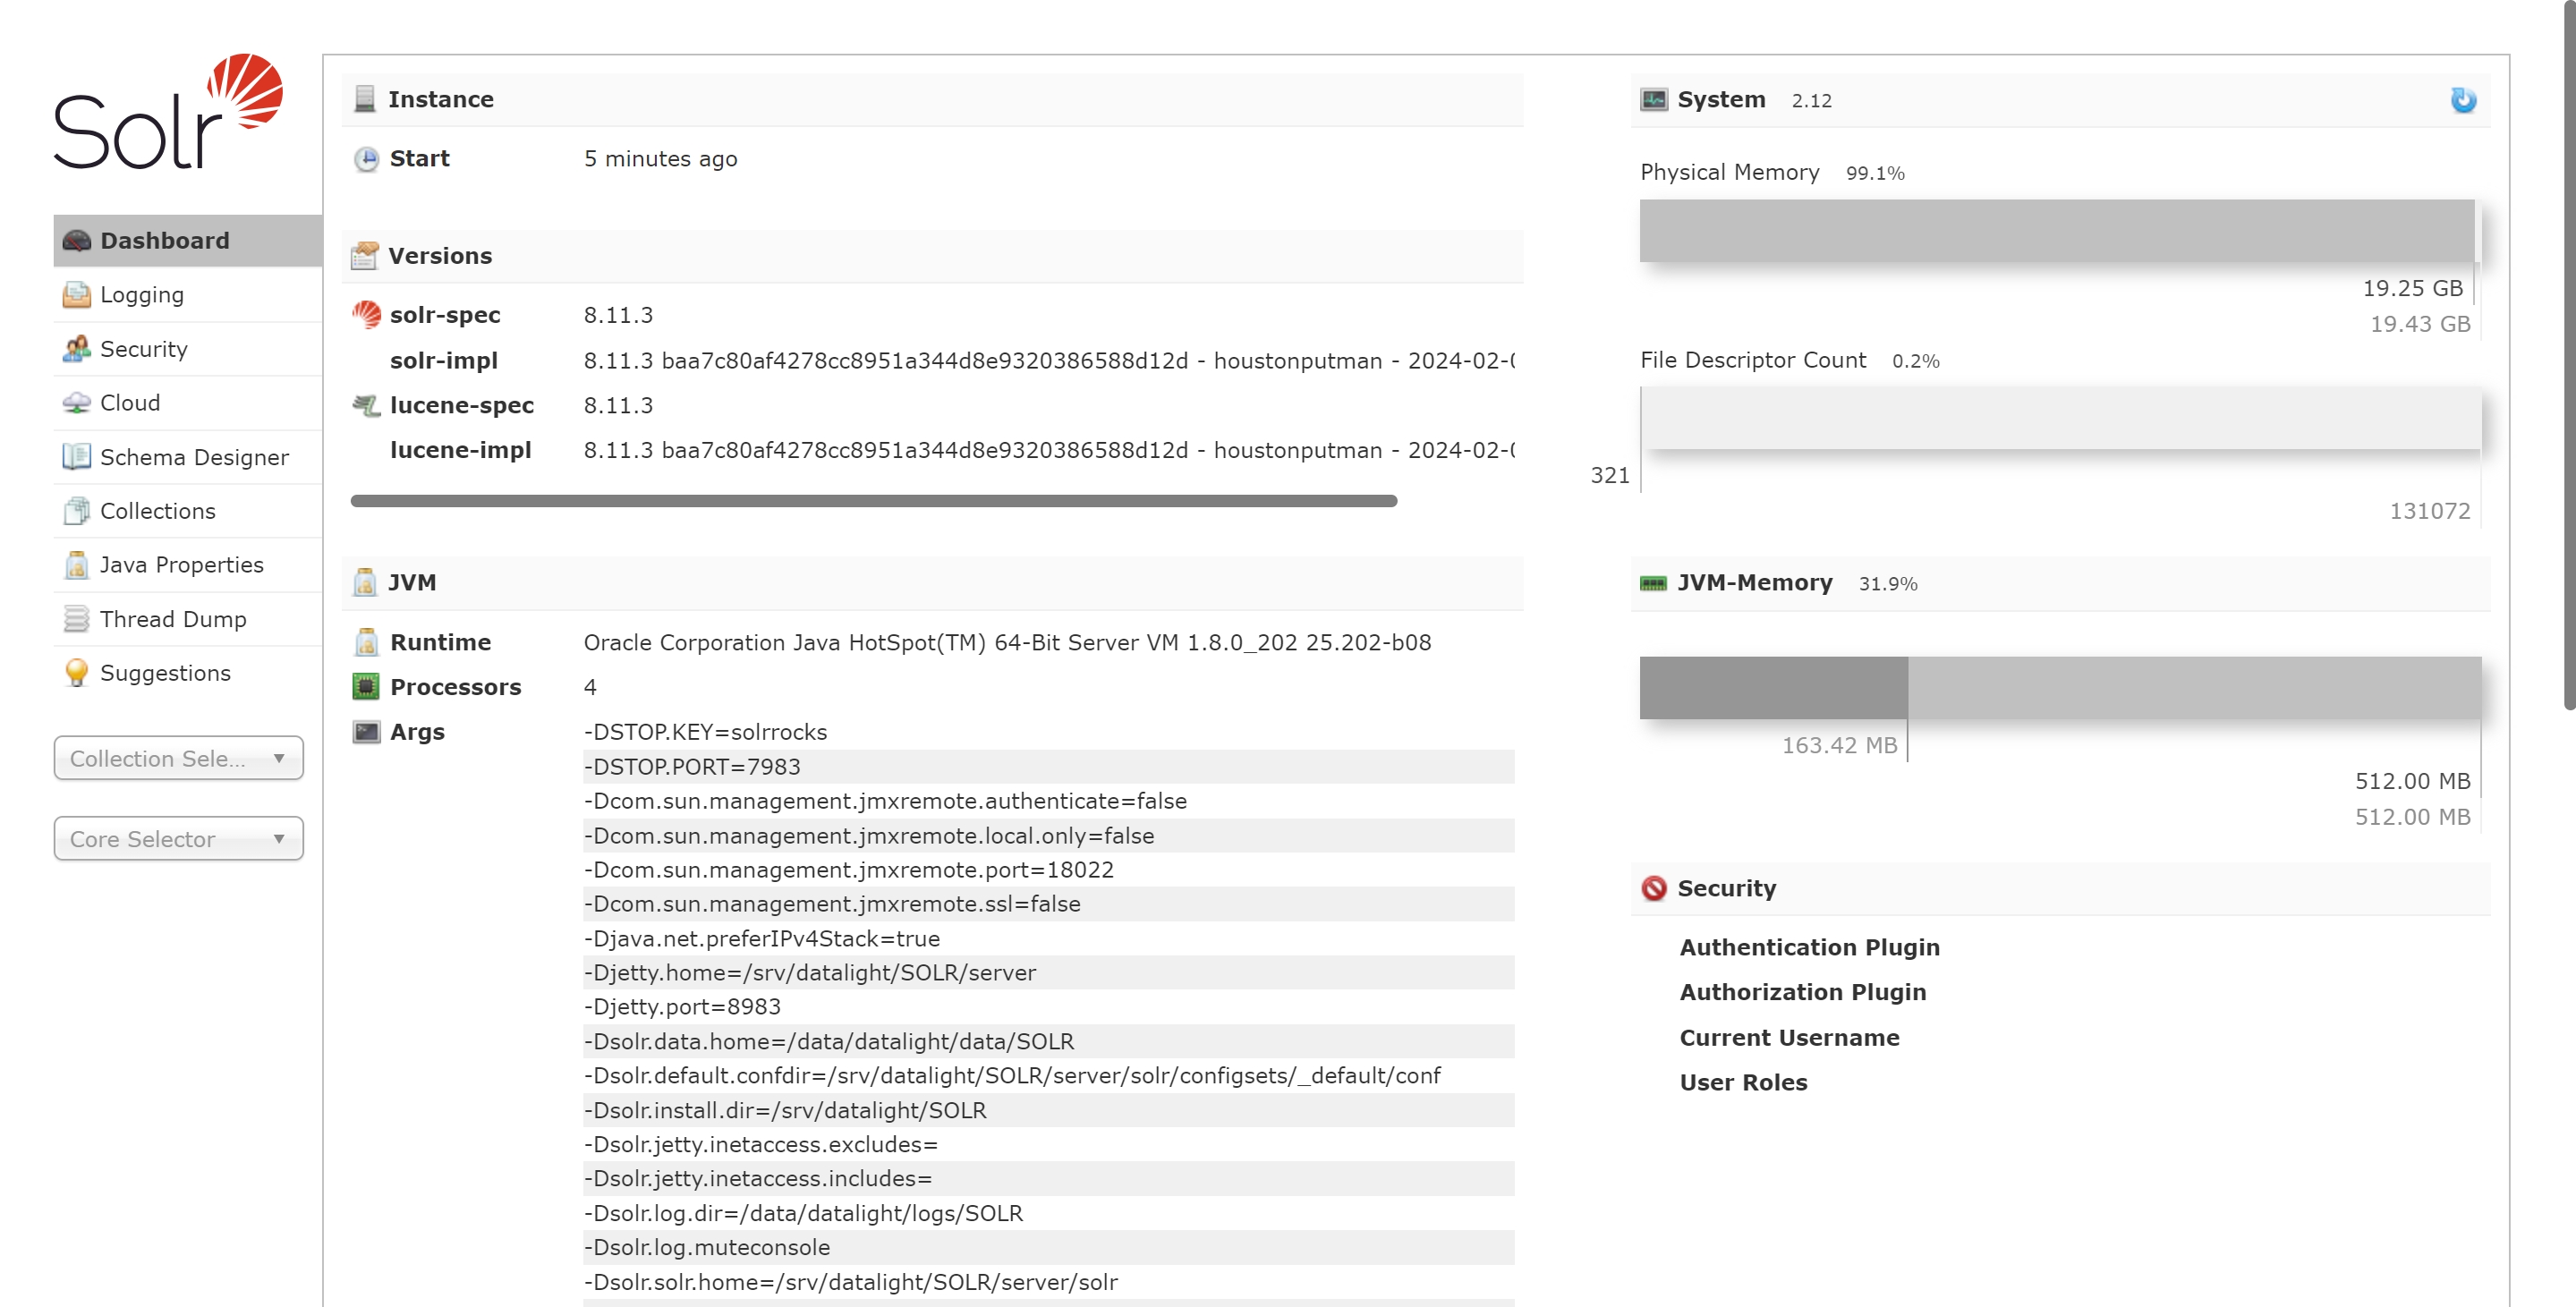 Solr
Dashboard
Logging
Security
Cloud
Schema Designer
Collections
Java Properties
Thread Dump
Suggestions
Collection Sele...
Core Selector
Instance
Start 5 minutes ago
Versions
solr-spec 8.11.3
solr-impl 8.11.3 baa7c80af4278cc8951a344d8e9320386588d12d - houstonputman - 2024-02-0
lucene-spec 8.11.3
lucene-impl 8.11.3 baa7c80af4278cc8951a344d8e9320386588d12d - houstonputman - 2024-02-0
JVM
Runtime Oracle Corporation Java HotSpot(TM) 64-Bit Server VM 1.8.0_202 25.202-b08
Processors 4
Args -DSTOP.KEY=solrrocks
-DSTOP.PORT=7983
-Dcom.sun.management.jmxremote.authenticate=false
-Dcom.sun.management.jmxremote.local.only=false
-Dcom.sun.management.jmxremote.port=18022
-Dcom.sun.management.jmxremote.ssl=false
-Djava.net.preferIPv4Stack=true
-Djetty.home=/srv/datalight/SOLR/server
-Djetty.port=8983
-Dsolr.data.home=/data/datalight/data/SOLR
-Dsolr.default.confdir=/srv/datalight/SOLR/server/solr/configsets/_default/conf
-Dsolr.install.dir=/srv/datalight/SOLR
-Dsolr.jetty.inetaccess.excludes=
-Dsolr.jetty.inetaccess.includes=
-Dsolr.log.dir=/data/datalight/logs/SOLR
-Dsolr.log.muteconsole
-Dsolr.solr.home=/srv/datalight/SOLR/server/solr
System 2.12
Physical Memory 99.1%
19.25 GB
19.43 GB
File Descriptor Count 0.2%
321
131072
JVM-Memory 31.9%
163.42 MB
512.00 MB
512.00 MB
Security
Authentication Plugin
Authorization Plugin
Current Username
User Roles